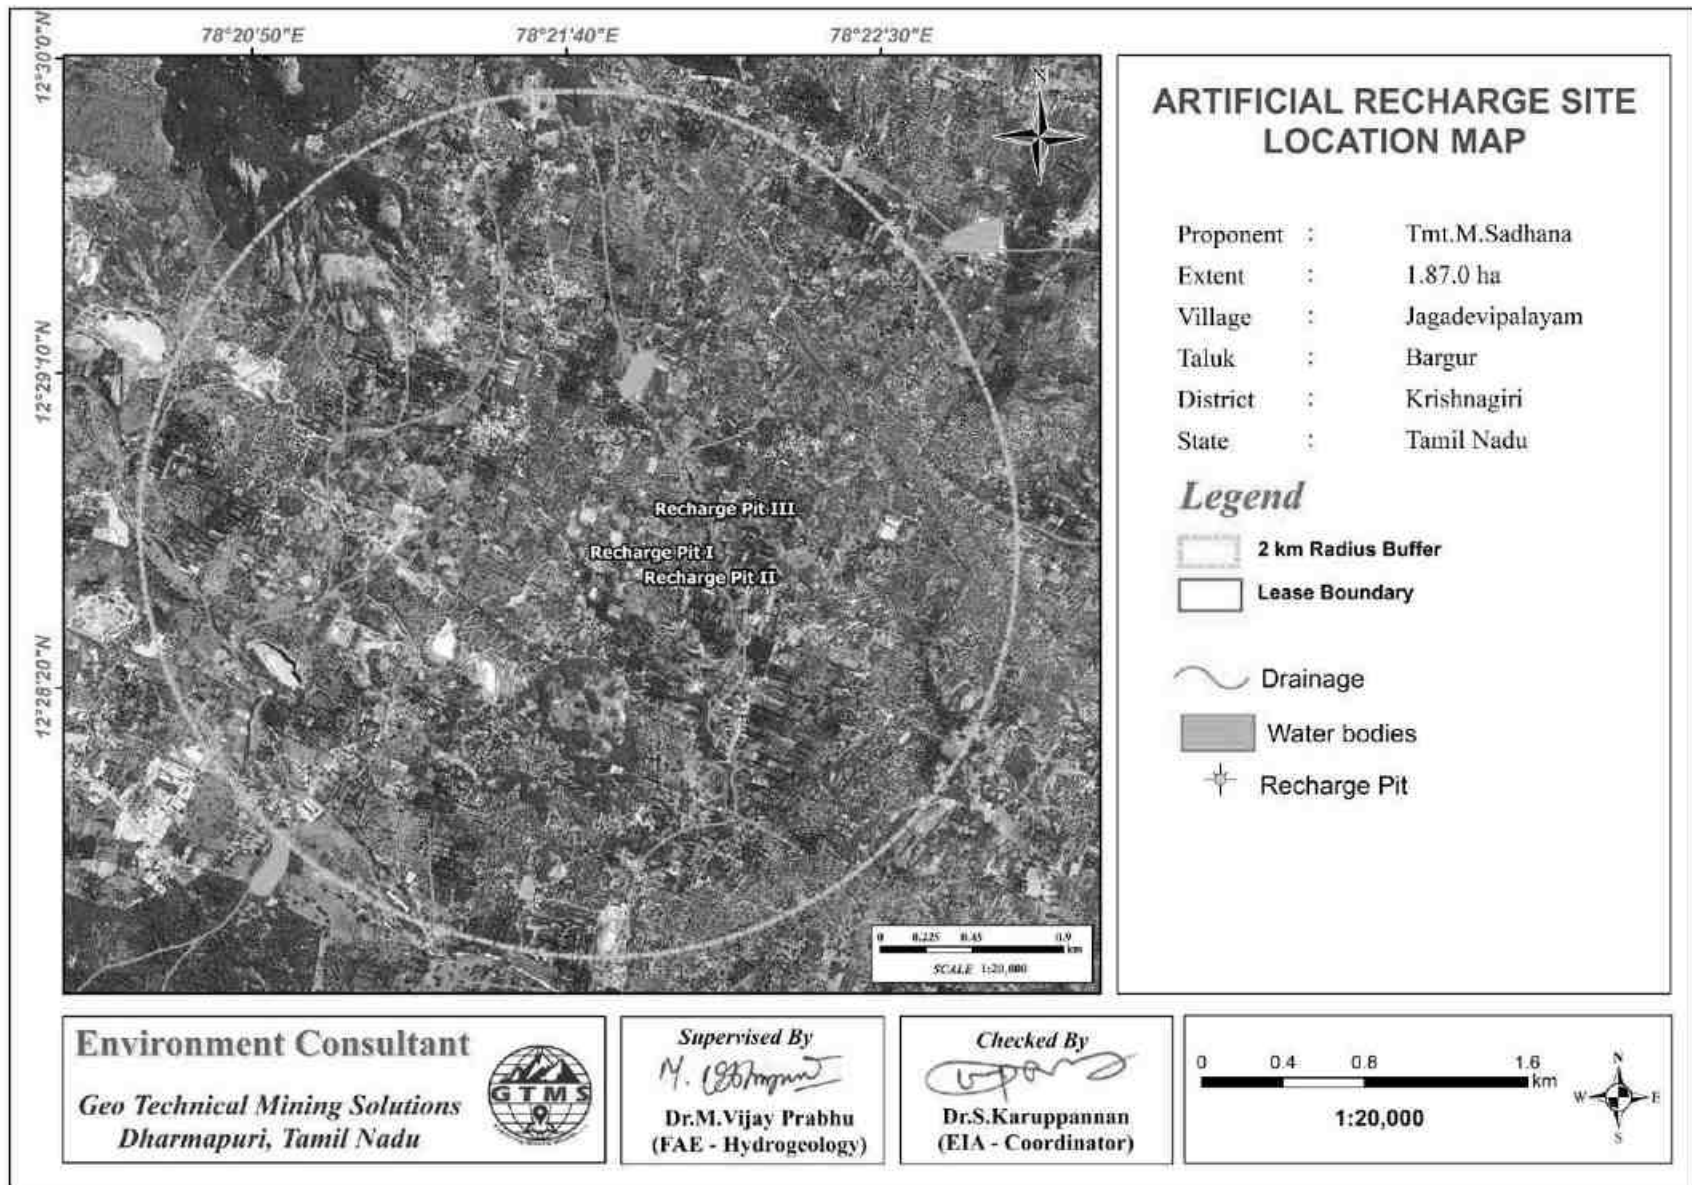 78°20'50"E 78°21'40"E 78°22'30"E
12°30'0"N
12°29'10"N
12°28'20"N
N
Recharge Pit III
Recharge Pit I
Recharge Pit II
0 0.225 0.45 0.9
km
SCALE 1:20,000
ARTIFICIAL RECHARGE SITE
LOCATION MAP
Proponent : Tmt.M.Sadhana
Extent : 1.87.0 ha
Village : Jagadevipalayam
Taluk : Bargur
District : Krishnagiri
State : Tamil Nadu
Legend
2 km Radius Buffer
Lease Boundary
Drainage
Water bodies
Recharge Pit
Environment Consultant
Geo Technical Mining Solutions
Dharmapuri, Tamil Nadu
GTMS
Supervised By
Dr.M.Vijay Prabhu
(FAE - Hydrogeology)
Checked By
Dr.S.Karuppannan
(EIA - Coordinator)
0 0.4 0.8 1.6
km
1:20,000
N
W E
S